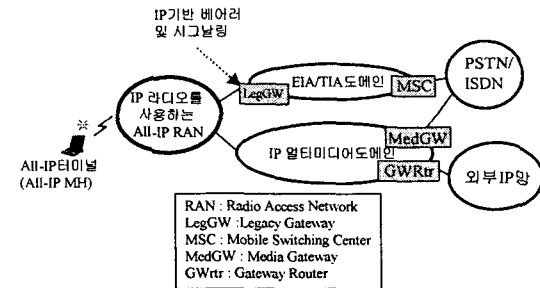 IP기반 베어러
및 시그날링
EIA/TIA도메인
LegGW
MSC
PSTN/
ISDN
IP 라디오를
사용하는
All-IP RAN
MedGW
IP 멀티미디어도메인
GWRtr
외부IP망
All-IP터미널
(All-IP MH)
RAN : Radio Access Network
LegGW :Legacy Gateway
MSC : Mobile Switching Center
MedGW : Media Gateway
GWrtr : Gateway Router